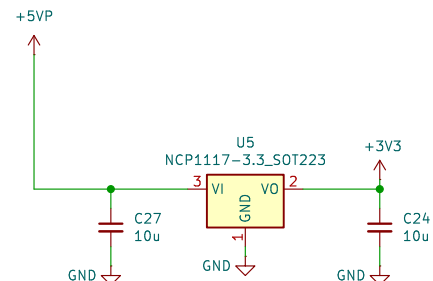 +5VP
U5
NCP1117-3.3_SOT223
+3V3
3 VI VO 2
GND
1
C27
10u
C24
10u
GND
GND
GND